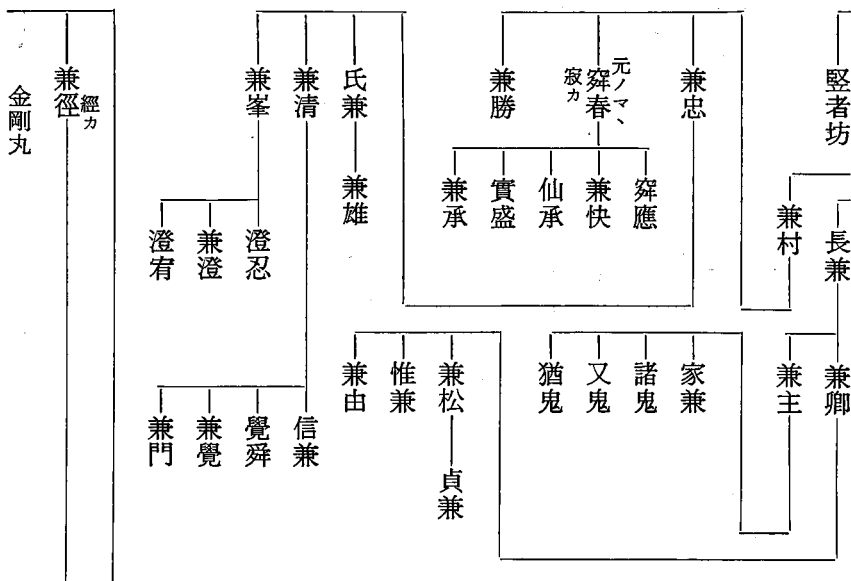 竪者坊
長兼
兼村
兼卿
兼主
兼忠
元ノマヽ
穽春
寂カ
兼勝
穽應
兼快
仙承
實盛
兼承
家兼
諸鬼
又鬼
猶鬼
兼松
貞兼
惟兼
兼由
氏兼
兼雄
兼清
兼峯
澄忍
兼澄
澄宥
信兼
覺舜
兼覺
兼門
兼徑
經カ
金剛丸